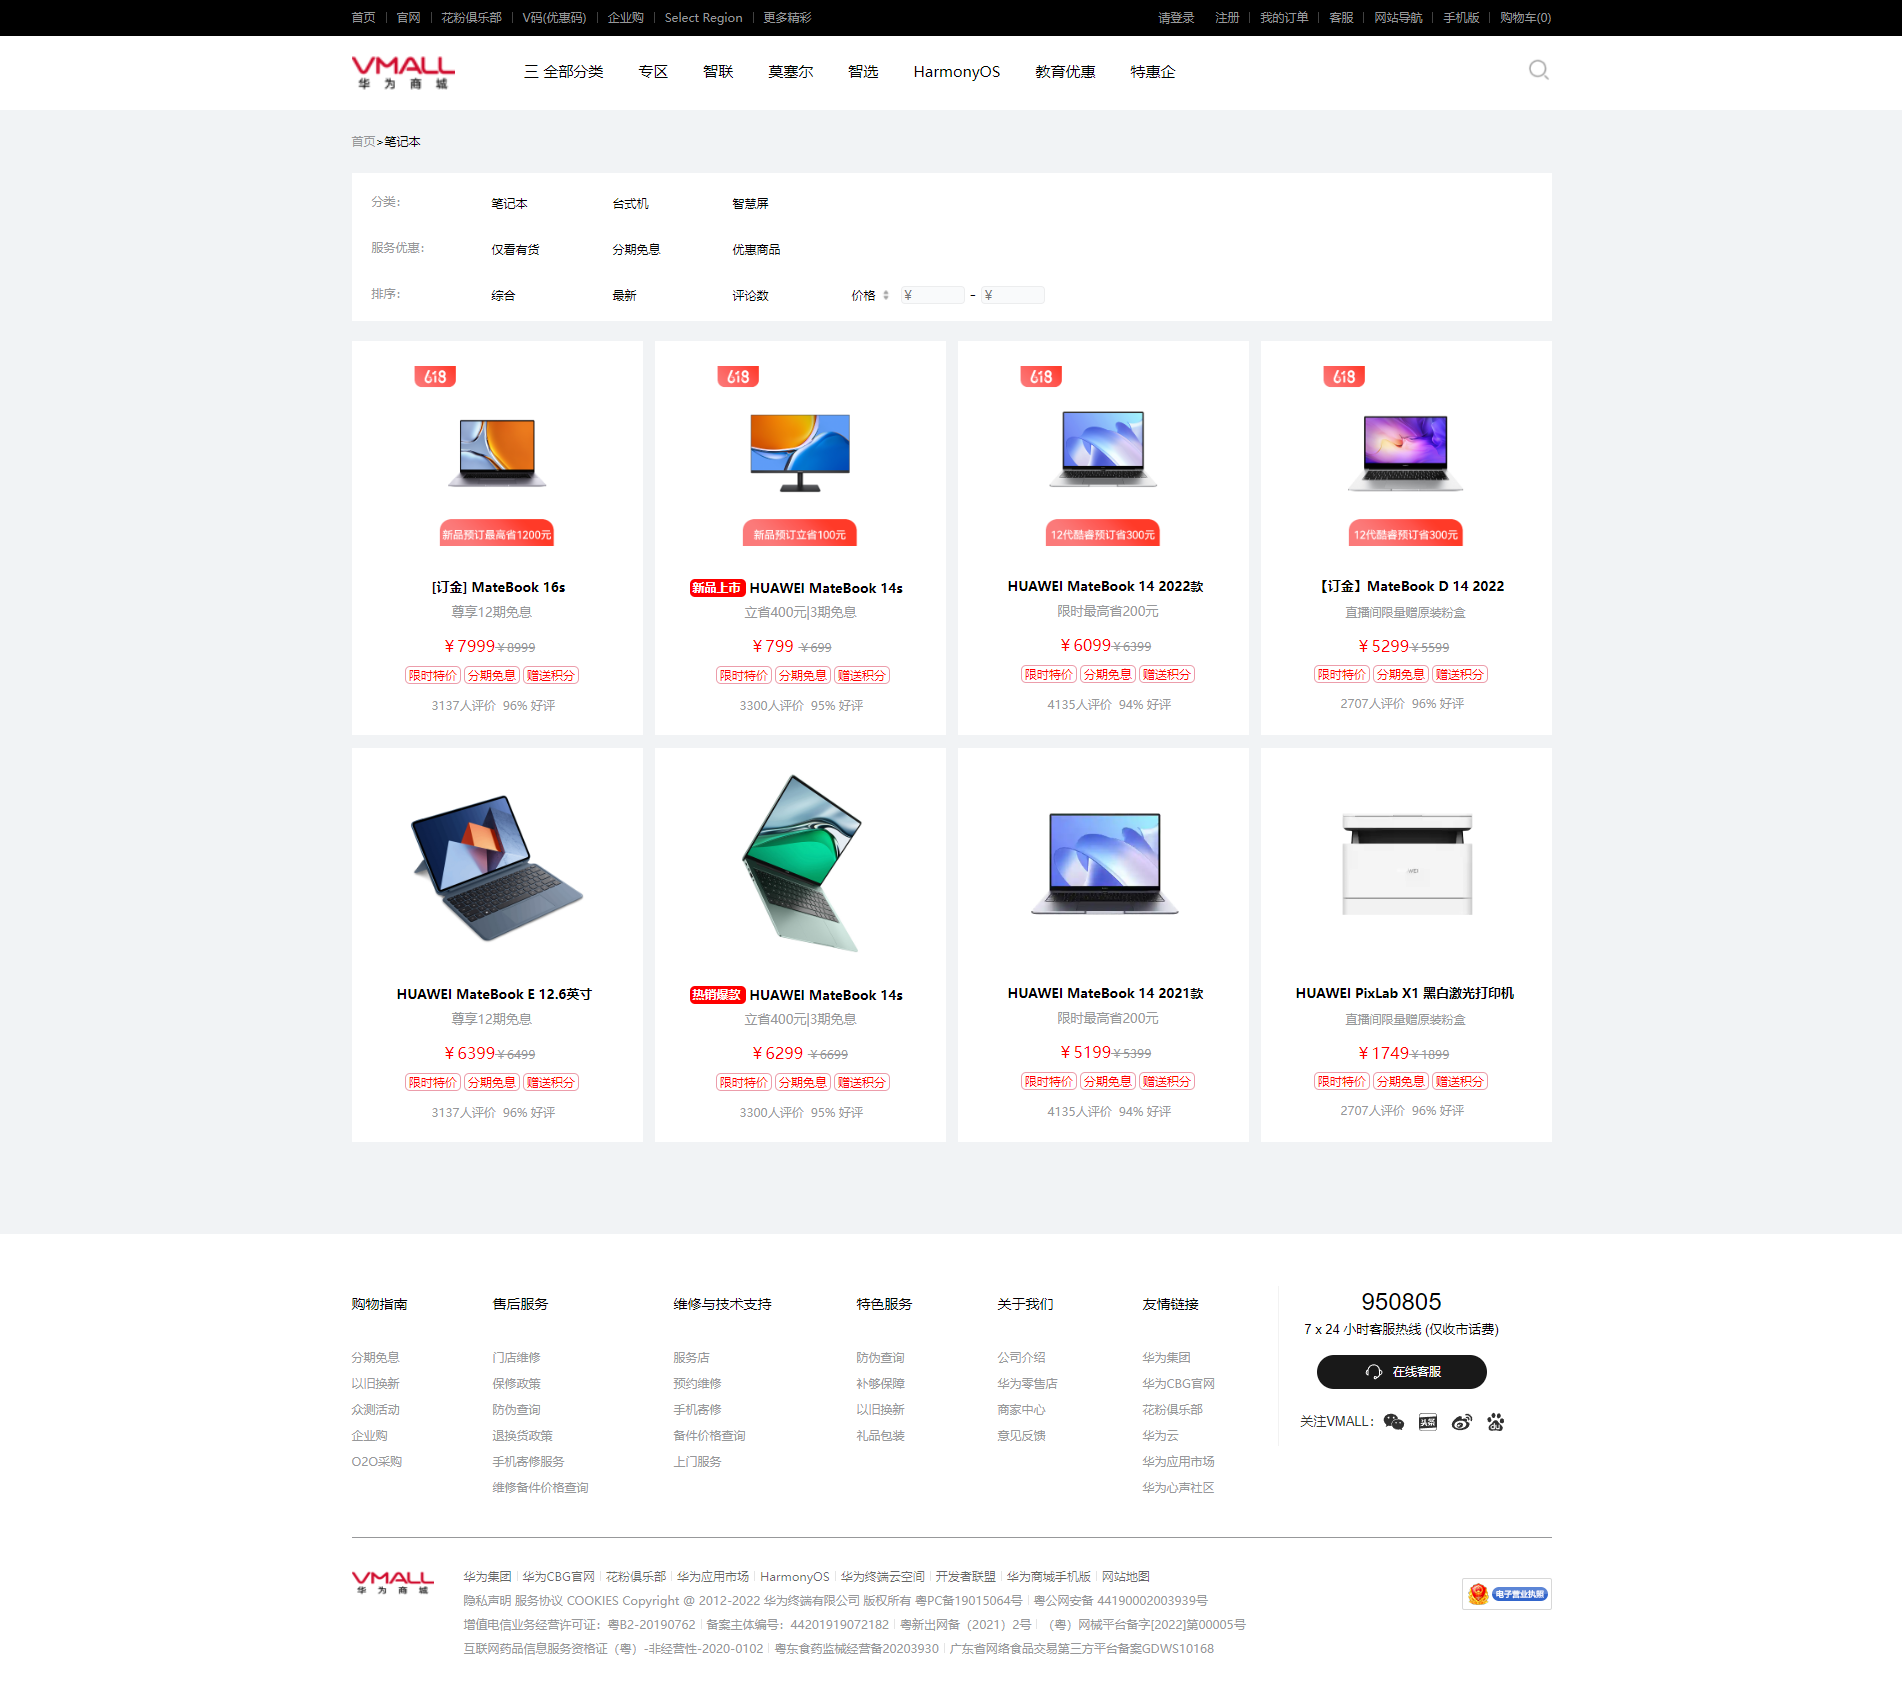 首页 | 官网 | 花粉俱乐部 | V码(优惠码) | 企业购 | Select Region | 更多精彩 请登录 注册 | 我的订单 | 客服 | 网站导航 | 手机版 | 购物车(0)
VMALL
华为商城
三 全部分类 专区 智联 莫塞尔 智选 HarmonyOS 教育优惠 特惠企
首页>笔记本
分类： 笔记本 台式机 智慧屏
服务优惠： 仅看有货 分期免息 优惠商品
排序： 综合 最新 评论数 价格 ¥ - ¥
618 618 618 618
新品预订最高省1200元 新品预订立省100元 12代酷睿预订省300元 12代酷睿预订省300元
[订金] MateBook 16s 新品上市 HUAWEI MateBook 14s HUAWEI MateBook 14 2022款 【订金】MateBook D 14 2022
尊享12期免息 立省400元|3期免息 限时最高省200元 直播间限量赠原装粉盒
¥7999¥8999 ¥799 ¥699 ¥6099¥6399 ¥5299¥5599
限时特价 分期免息 赠送积分 限时特价 分期免息 赠送积分 限时特价 分期免息 赠送积分 限时特价 分期免息 赠送积分
3137人评价 96% 好评 3300人评价 95% 好评 4135人评价 94% 好评 2707人评价 96% 好评
HUAWEI MateBook E 12.6英寸 热销爆款 HUAWEI MateBook 14s HUAWEI MateBook 14 2021款 HUAWEI PixLab X1 黑白激光打印机
尊享12期免息 立省400元|3期免息 限时最高省200元 直播间限量赠原装粉盒
¥6399¥6499 ¥6299 ¥6699 ¥5199¥5399 ¥1749¥1899
限时特价 分期免息 赠送积分 限时特价 分期免息 赠送积分 限时特价 分期免息 赠送积分 限时特价 分期免息 赠送积分
3137人评价 96% 好评 3300人评价 95% 好评 4135人评价 94% 好评 2707人评价 96% 好评
购物指南
分期免息
以旧换新
众测活动
企业购
O2O采购
售后服务
门店维修
保修政策
防伪查询
退换货政策
手机寄修服务
维修备件价格查询
维修与技术支持
服务店
预约维修
手机寄修
备件价格查询
上门服务
特色服务
防伪查询
补够保障
以旧换新
礼品包装
关于我们
公司介绍
华为零售店
商家中心
意见反馈
友情链接
华为集团
华为CBG官网
花粉俱乐部
华为云
华为应用市场
华为心声社区
950805
7 x 24 小时客服热线 (仅收市话费)
在线客服
关注VMALL： 头条
VMALL
华为商城
华为集团 | 华为CBG官网 | 花粉俱乐部 | 华为应用市场 | HarmonyOS | 华为终端云空间 | 开发者联盟 | 华为商城手机版 | 网站地图
隐私声明 服务协议 COOKIES Copyright @ 2012-2022 华为终端有限公司 版权所有 粤PC备19015064号 | 粤公网安备 44190002003939号
增值电信业务经营许可证：粤B2-20190762 | 备案主体编号：44201919072182 | 粤新出网备（2021）2号 | （粤）网械平台备字[2022]第00005号
互联网药品信息服务资格证（粤）-非经营性-2020-0102 | 粤东食药监械经营备20203930 | 广东省网络食品交易第三方平台备案GDWS10168
电子营业执照